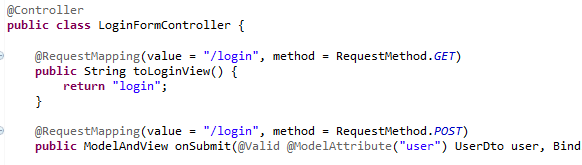 @Controller
public class LoginFormController {
@RequestMapping(value = "/login", method = RequestMethod.GET)
public String toLoginView() {
return "login";
}
@RequestMapping(value = "/login", method = RequestMethod.POST)
public ModelAndView onSubmit(@Valid @ModelAttribute("user") UserDto user, Bind